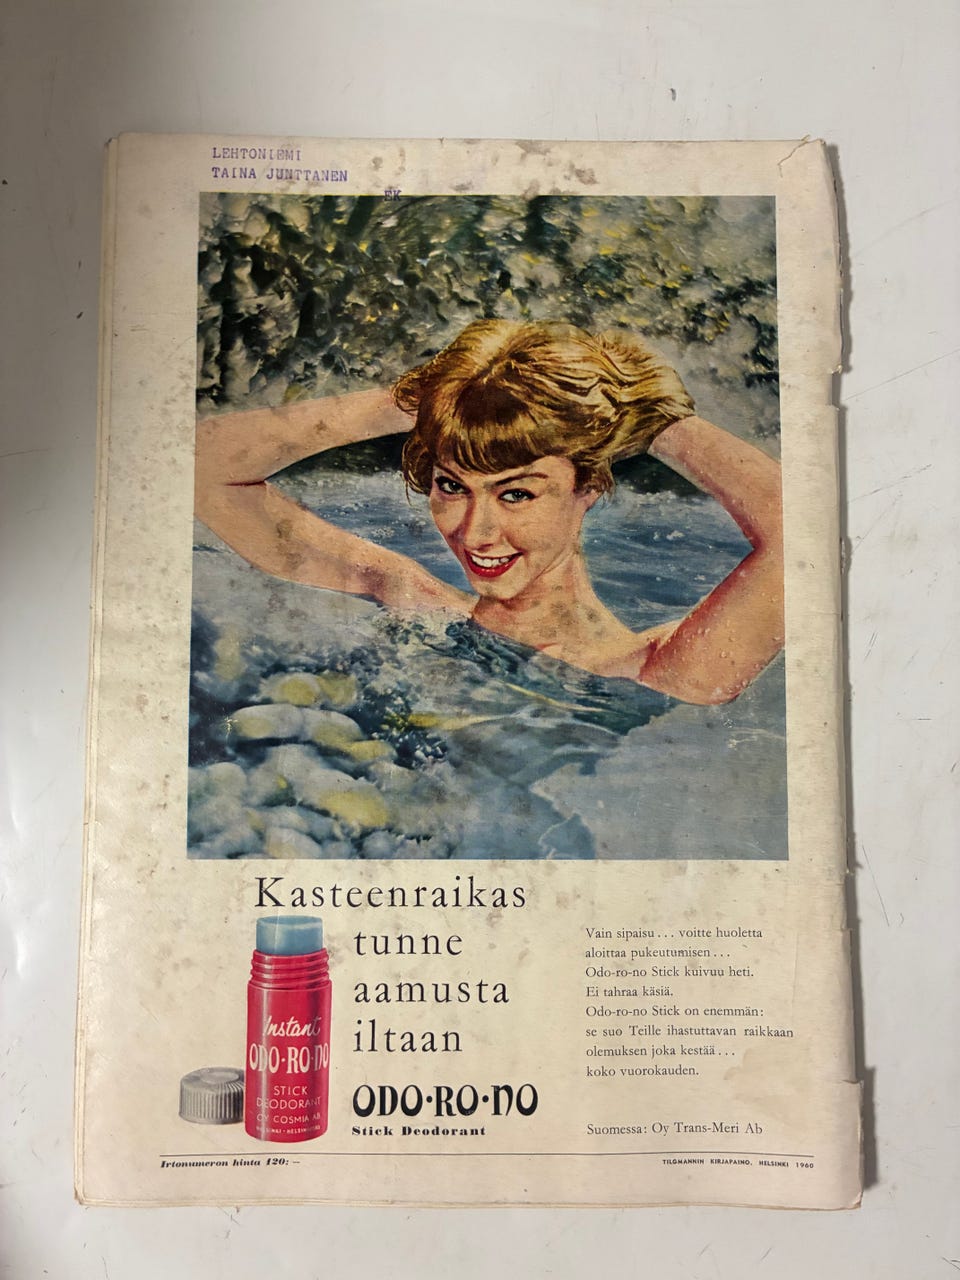 LEHTONIEMI
TAINA JUNTTANEN
EK
Kasteenraikas
tunne
aamusta
iltaan
ODO·RO·NO
Stick Deodorant
Instant
ODO·RO·NO
STICK
DEODORANT
OY COSMIA AB
HELSINKI - HELSINGFORS
Vain sipaisu... voitte huoletta
aloittaa pukeutumisen...
Odo-ro-no Stick kuivuu heti.
Ei tahraa käsiä.
Odo-ro-no Stick on enemmän:
se suo Teille ihastuttavan raikkaan
olemuksen joka kestää...
koko vuorokauden.
Suomessa: Oy Trans-Meri Ab
Irtonumeron hinta 120:—
TILGMANNIN KIRJAPAINO, HELSINKI 1960